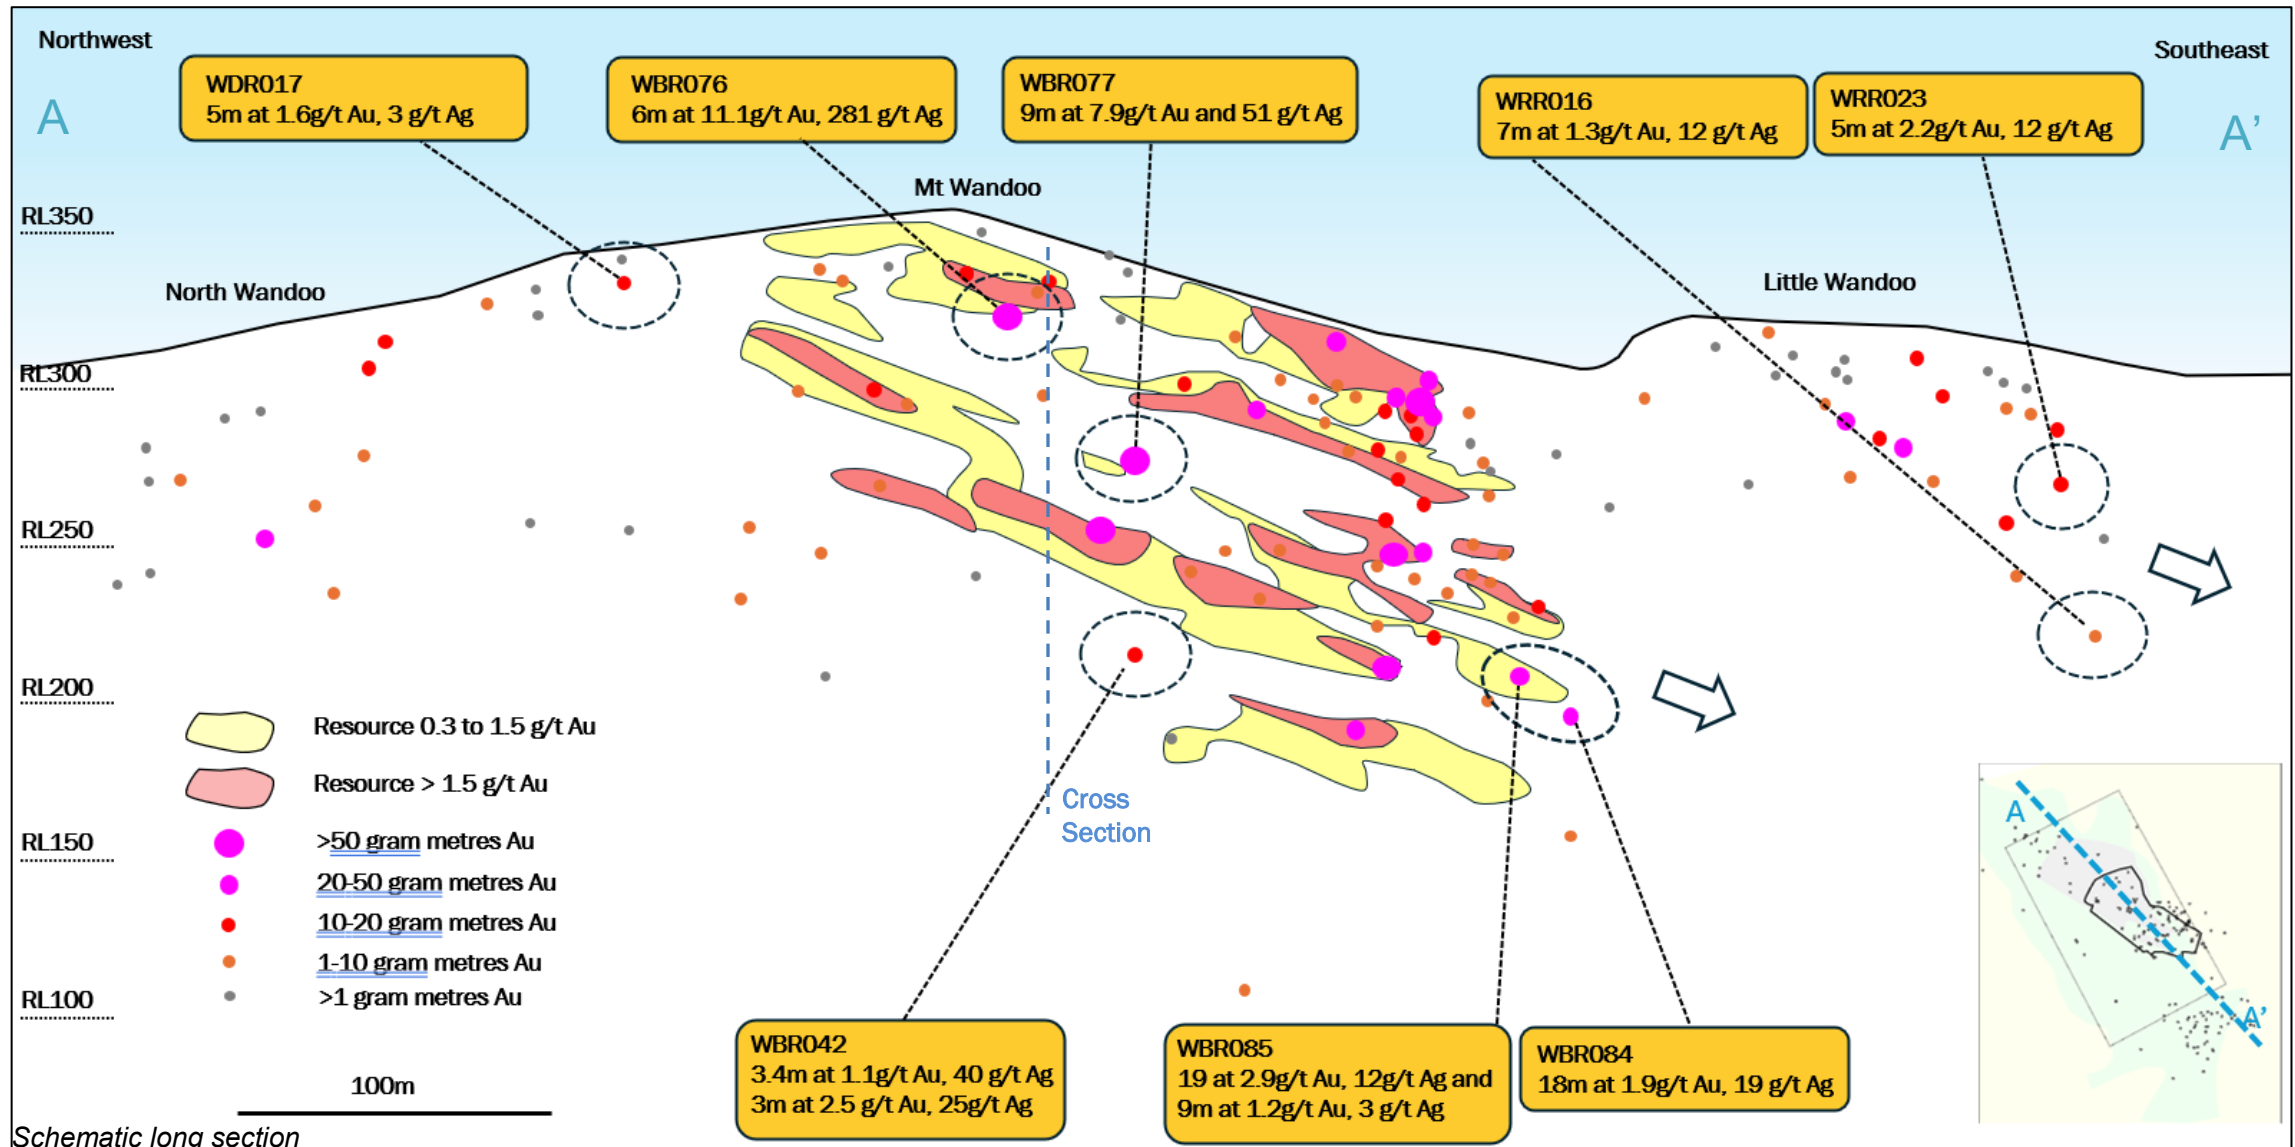 Northwest
Southeast
A
A'
WDR017
5m at 1.6g/t Au, 3 g/t Ag
WBR076
6m at 11.1g/t Au, 281 g/t Ag
WBR077
9m at 7.9g/t Au and 51 g/t Ag
WRR016
7m at 1.3g/t Au, 12 g/t Ag
WRR023
5m at 2.2g/t Au, 12 g/t Ag
Mt Wandoo
North Wandoo
Little Wandoo
RL350
RL300
RL250
RL200
RL150
RL100
Resource 0.3 to 1.5 g/t Au
Resource > 1.5 g/t Au
>50 gram metres Au
20-50 gram metres Au
10-20 gram metres Au
1-10 gram metres Au
>1 gram metres Au
Cross
Section
100m
WBR042
3.4m at 1.1g/t Au, 40 g/t Ag
3m at 2.5 g/t Au, 25g/t Ag
WBR085
19 at 2.9g/t Au, 12g/t Ag and
9m at 1.2g/t Au, 3 g/t Ag
WBR084
18m at 1.9g/t Au, 19 g/t Ag
A
A'
Schematic long section